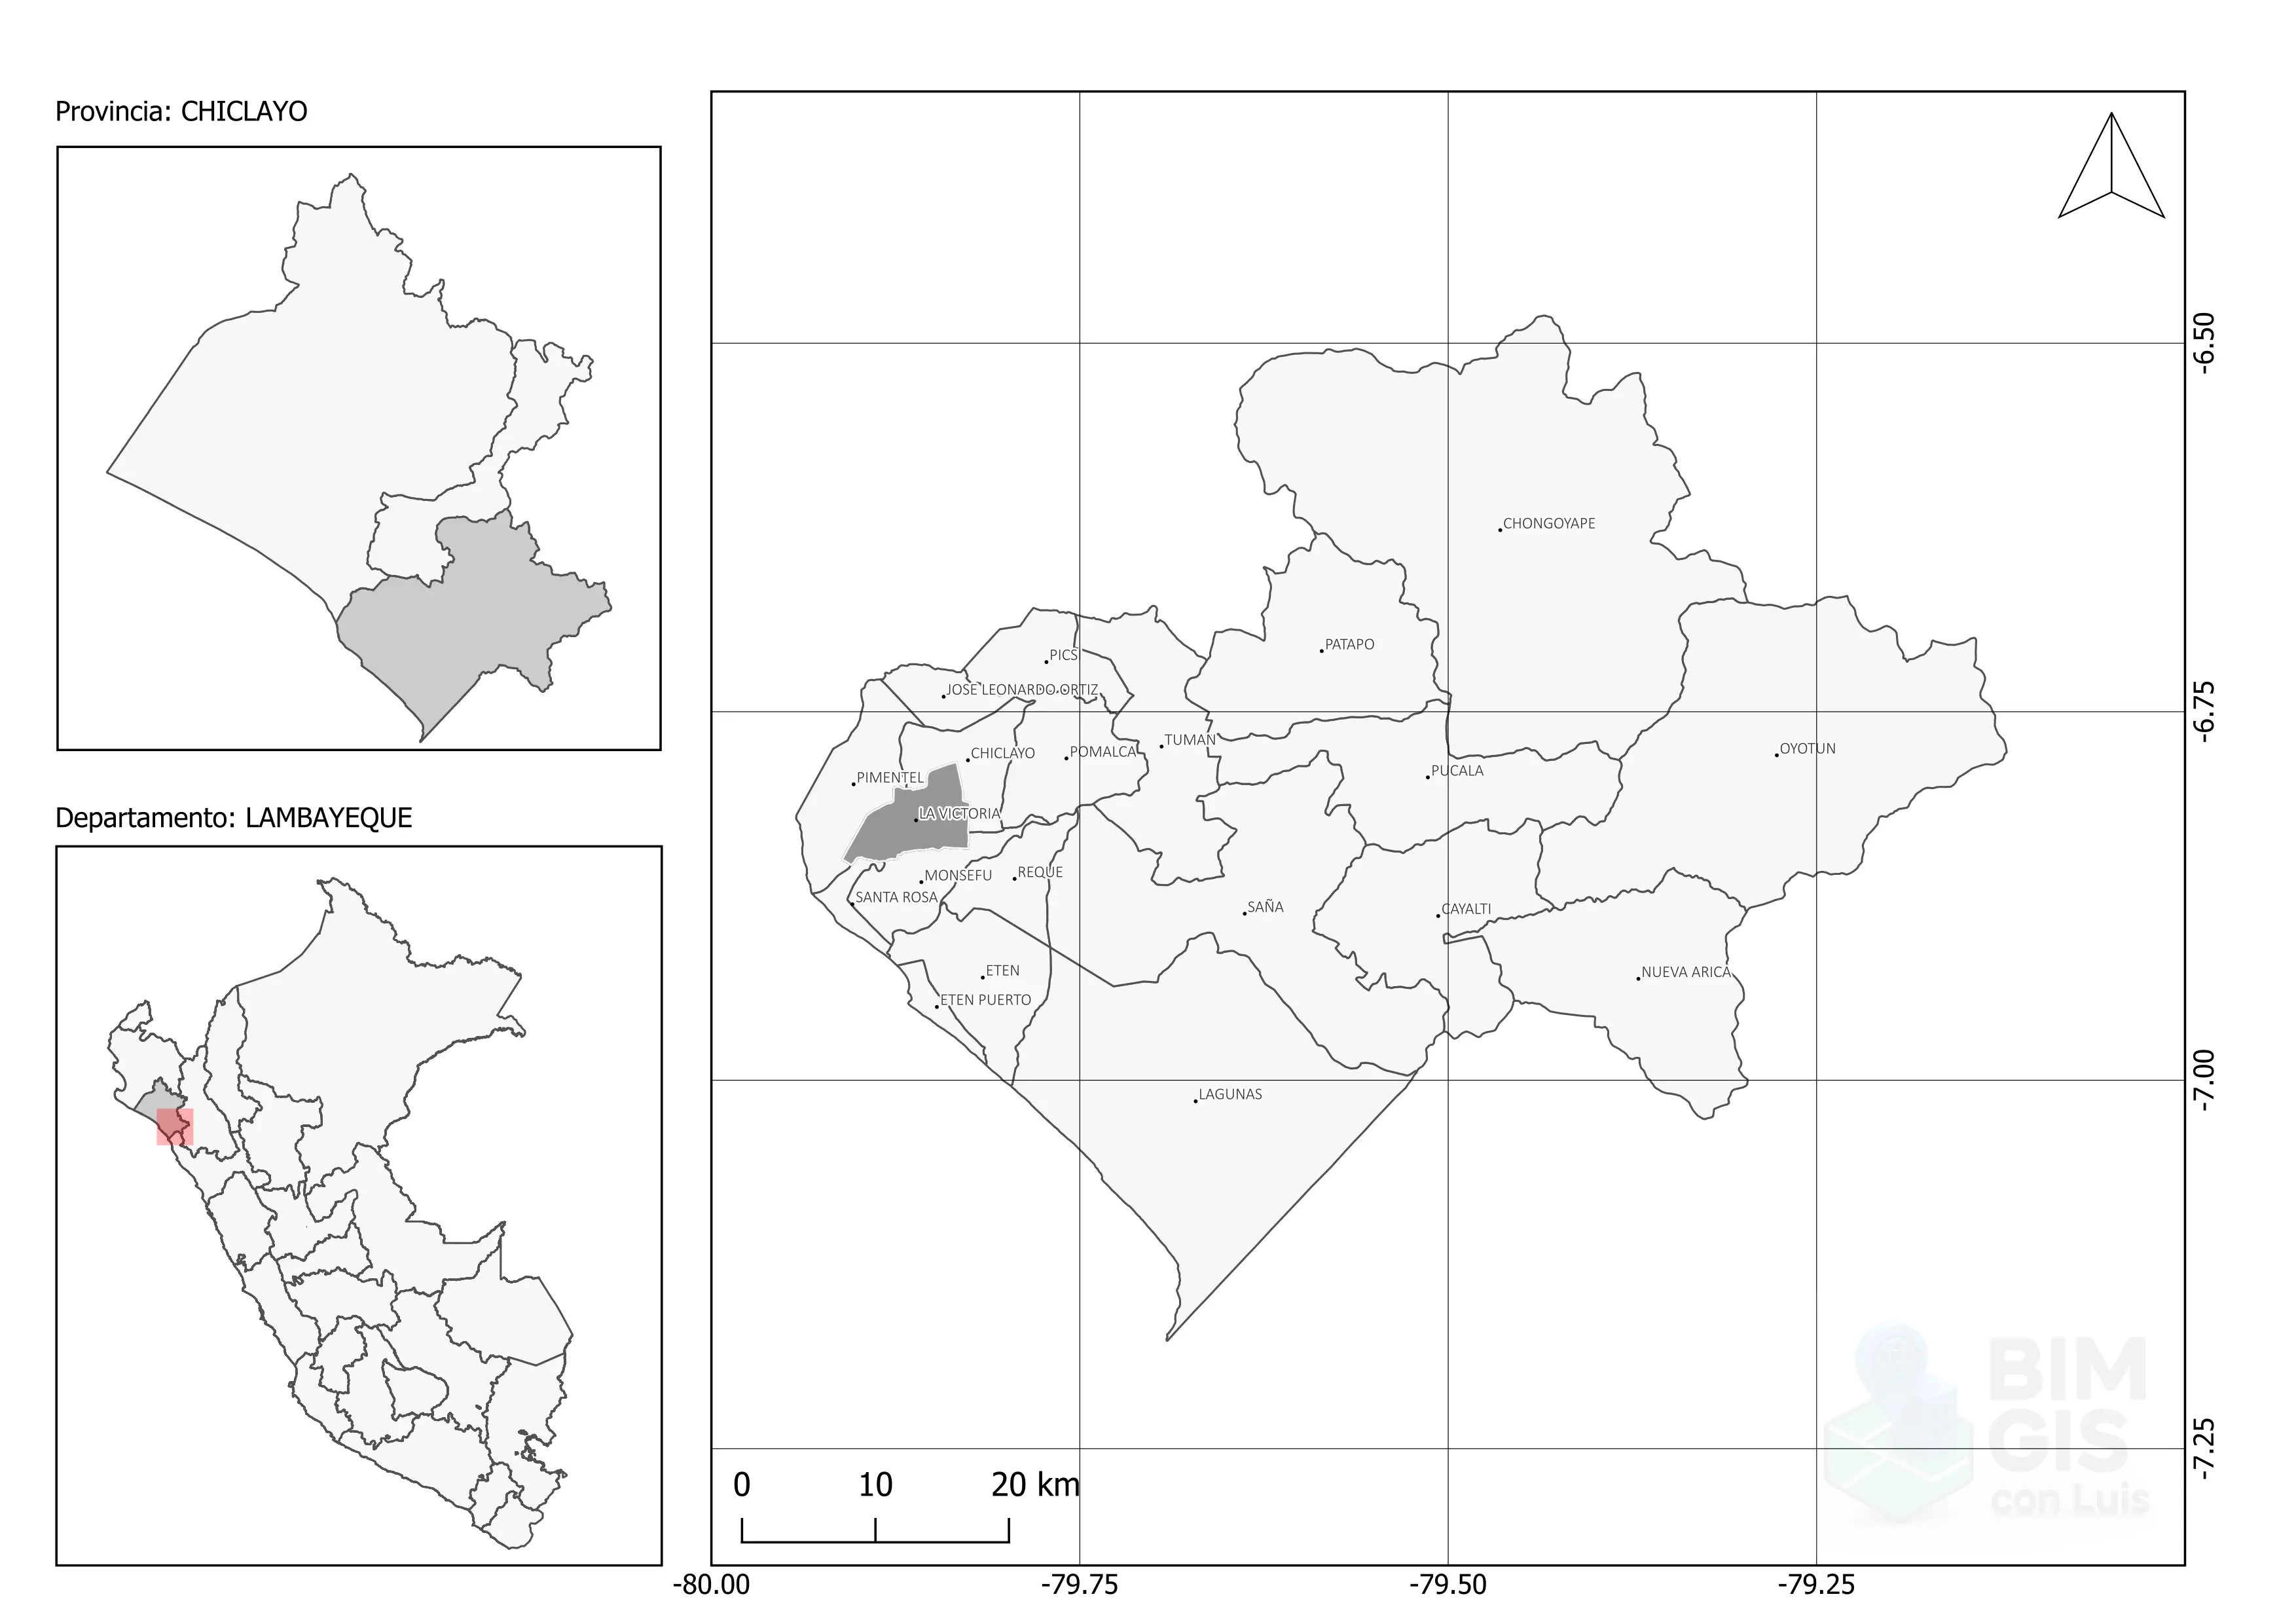 Provincia: CHICLAYO
Departamento: LAMBAYEQUE
CHONGOYAPE
PATAPO
PICSI
JOSE LEONARDO ORTIZ
TUMAN
OYOTUN
CHICLAYO
POMALCA
PUCALA
PIMENTEL
LA VICTORIA
MONSEFU
REQUE
SANTA ROSA
SAÑA
CAYALTI
ETEN
NUEVA ARICA
ETEN PUERTO
LAGUNAS
-6.50
-6.75
-7.00
-7.25
0 10 20 km
-80.00 -79.75 -79.50 -79.25
BIM
GIS
con Luis